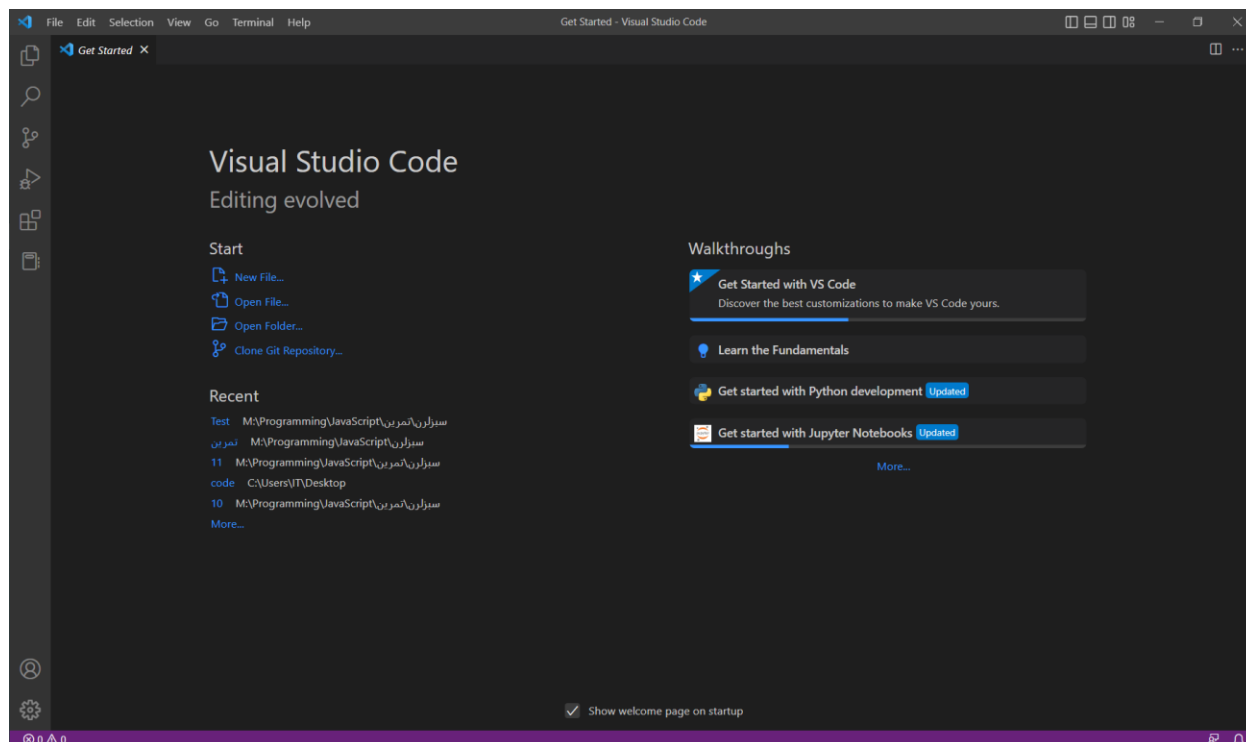 File Edit Selection View Go Terminal Help Get Started - Visual Studio Code
Get Started
Visual Studio Code
Editing evolved
Start
New File...
Open File...
Open Folder...
Clone Git Repository...
Recent
Test M:\Programming\JavaScript\سبزلرن\تمرین
تمرین M:\Programming\JavaScript\سبزلرن
11 M:\Programming\JavaScript\سبزلرن\تمرین
code C:\Users\IT\Desktop
10 M:\Programming\JavaScript\سبزلرن\تمرین
More...
Walkthroughs
Get Started with VS Code
Discover the best customizations to make VS Code yours.
Learn the Fundamentals
Get started with Python development Updated
Get started with Jupyter Notebooks Updated
More...
Show welcome page on startup
0 0